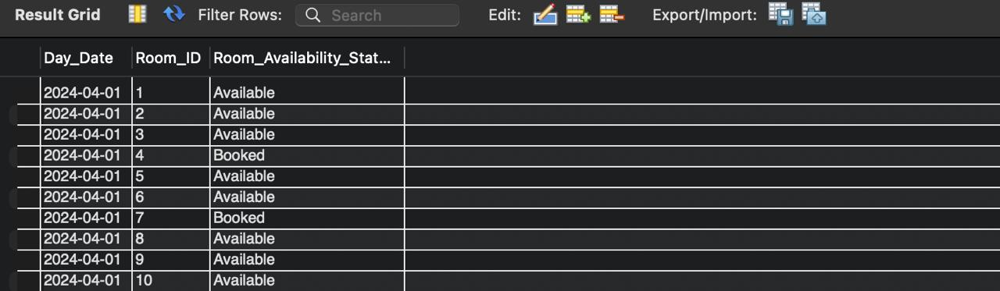 Result Grid Filter Rows: Search Edit: Export/Import:
Day_Date Room_ID Room_Availability_Stat...
2024-04-01 1 Available
2024-04-01 2 Available
2024-04-01 3 Available
2024-04-01 4 Booked
2024-04-01 5 Available
2024-04-01 6 Available
2024-04-01 7 Booked
2024-04-01 8 Available
2024-04-01 9 Available
2024-04-01 10 Available